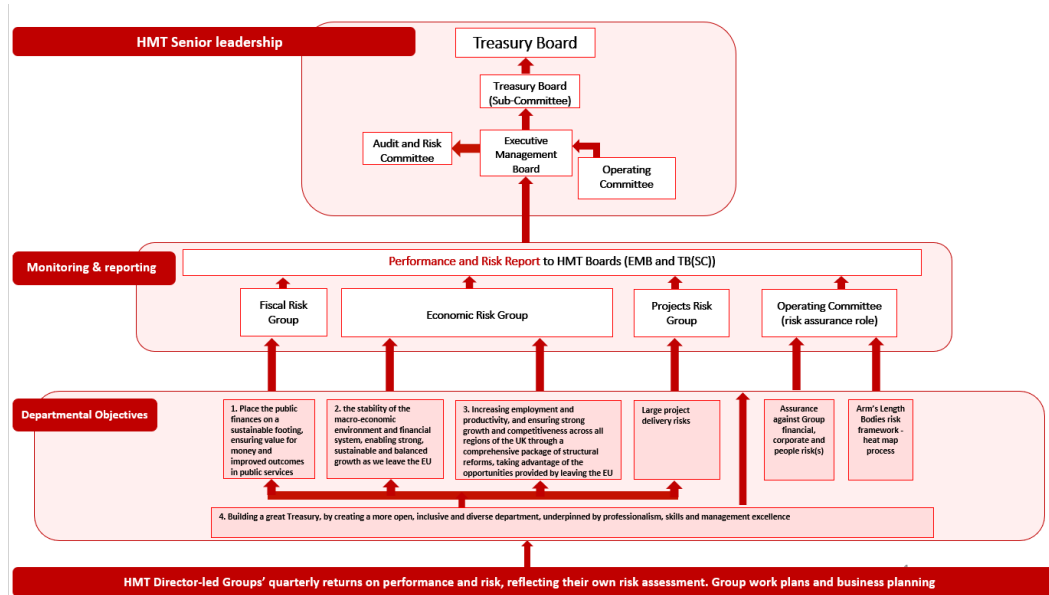 HMT Senior leadership
Treasury Board
Treasury Board
(Sub-Committee)
Audit and Risk
Committee
Executive
Management
Board
Operating
Committee
Monitoring & reporting
Performance and Risk Report to HMT Boards (EMB and TB(SC))
Fiscal Risk
Group
Economic Risk Group
Projects Risk
Group
Operating Committee
(risk assurance role)
Departmental Objectives
1. Place the public
finances on a
sustainable footing,
ensuring value for
money and
improved outcomes
in public services
2. the stability of the
macro-economic
environment and financial
system, enabling strong,
sustainable and balanced
growth as we leave the EU
3. Increasing employment and
productivity, and ensuring strong
growth and competitiveness across all
regions of the UK through a
comprehensive package of structural
reforms, taking advantage of the
opportunities provided by leaving the EU
Large project
delivery risks
Assurance
against Group
financial,
corporate and
people risk(s)
Arm's Length
Bodies risk
framework -
heat map
process
4. Building a great Treasury, by creating a more open, inclusive and diverse department, underpinned by professionalism, skills and management excellence
HMT Director-led Groups' quarterly returns on performance and risk, reflecting their own risk assessment. Group work plans and business planning